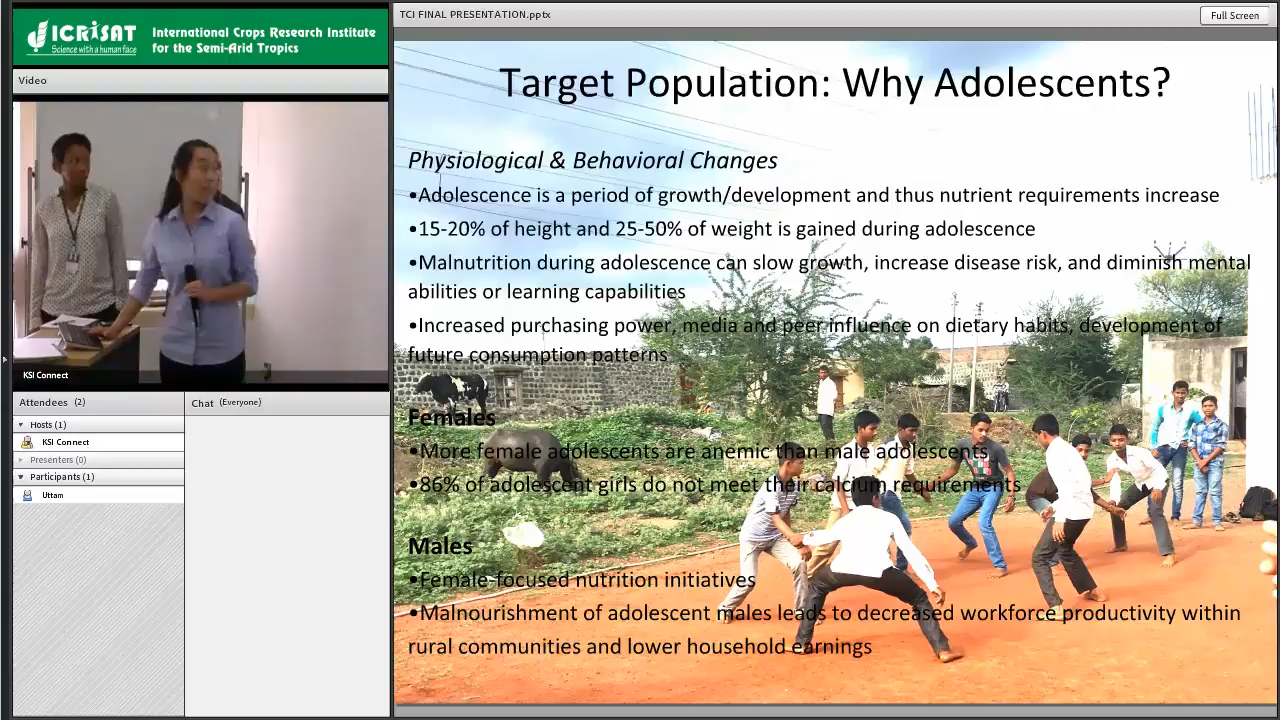 ICRISAT
Science with a human face
International Crops Research Institute
for the Semi-Arid Tropics
Video
KSI Connect
Attendees (2)
Hosts (1)
KSI Connect
Presenters (0)
Participants (1)
Uttam
Chat (Everyone)
TCI FINAL PRESENTATION.pptx
Full Screen
Target Population: Why Adolescents?
Physiological & Behavioral Changes
•Adolescence is a period of growth/development and thus nutrient requirements increase
•15-20% of height and 25-50% of weight is gained during adolescence
•Malnutrition during adolescence can slow growth, increase disease risk, and diminish mental
abilities or learning capabilities
•Increased purchasing power, media and peer influence on dietary habits, development of
future consumption patterns
Females
•More female adolescents are anemic than male adolescents
•86% of adolescent girls do not meet their calcium requirements
Males
•Female-focused nutrition initiatives
•Malnourishment of adolescent males leads to decreased workforce productivity within
rural communities and lower household earnings